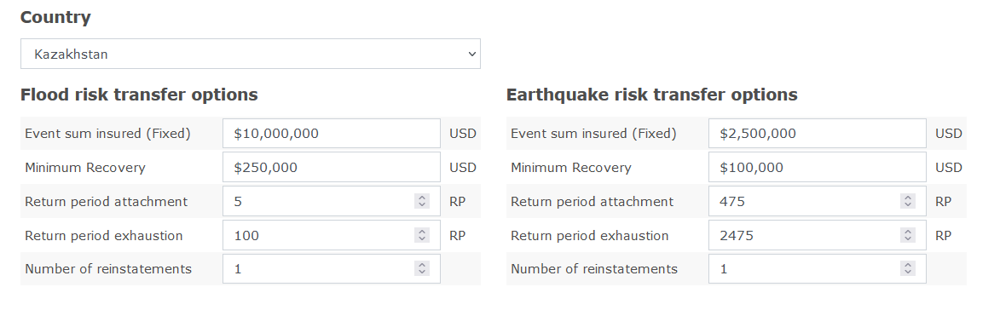 Country
Kazakhstan
Flood risk transfer options
Event sum insured (Fixed) $10,000,000 USD
Minimum Recovery $250,000 USD
Return period attachment 5 RP
Return period exhaustion 100 RP
Number of reinstatements 1
Earthquake risk transfer options
Event sum insured (Fixed) $2,500,000 USD
Minimum Recovery $100,000 USD
Return period attachment 475 RP
Return period exhaustion 2475 RP
Number of reinstatements 1